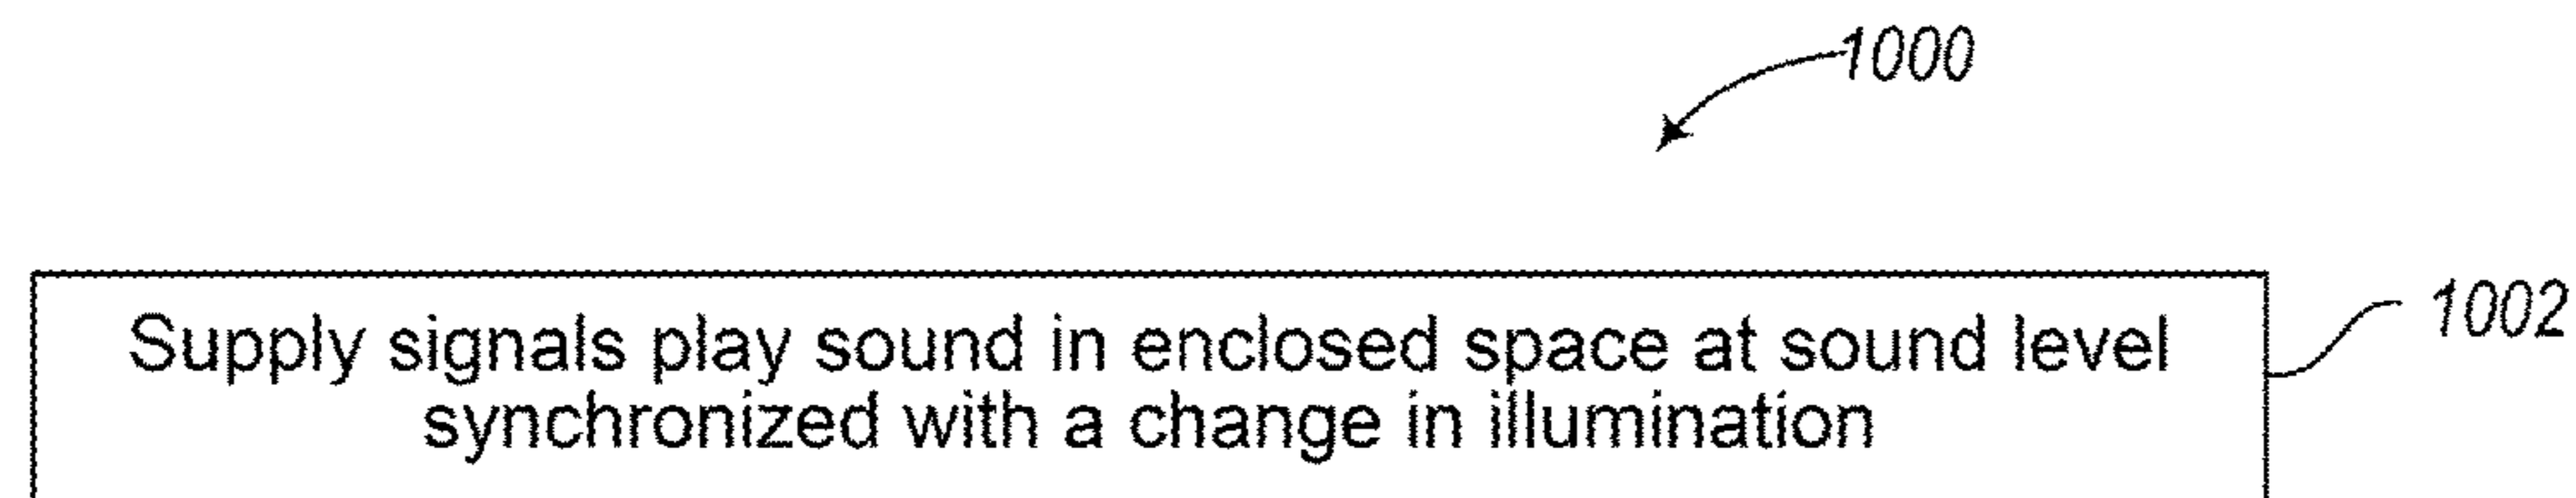 1000
Supply signals play sound in enclosed space at sound level
1002
synchronized with a change in illumination